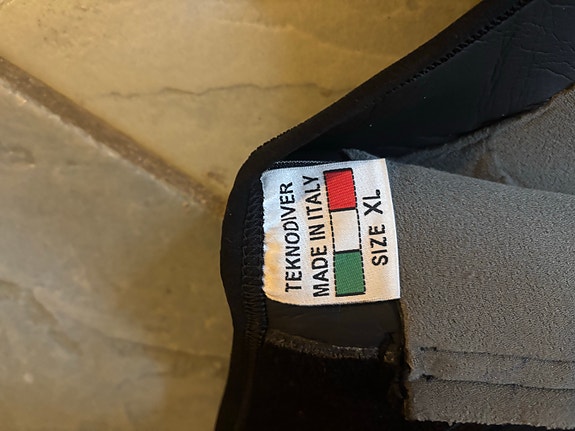 TEKNODIVER
MADE IN ITALY
SIZE XL